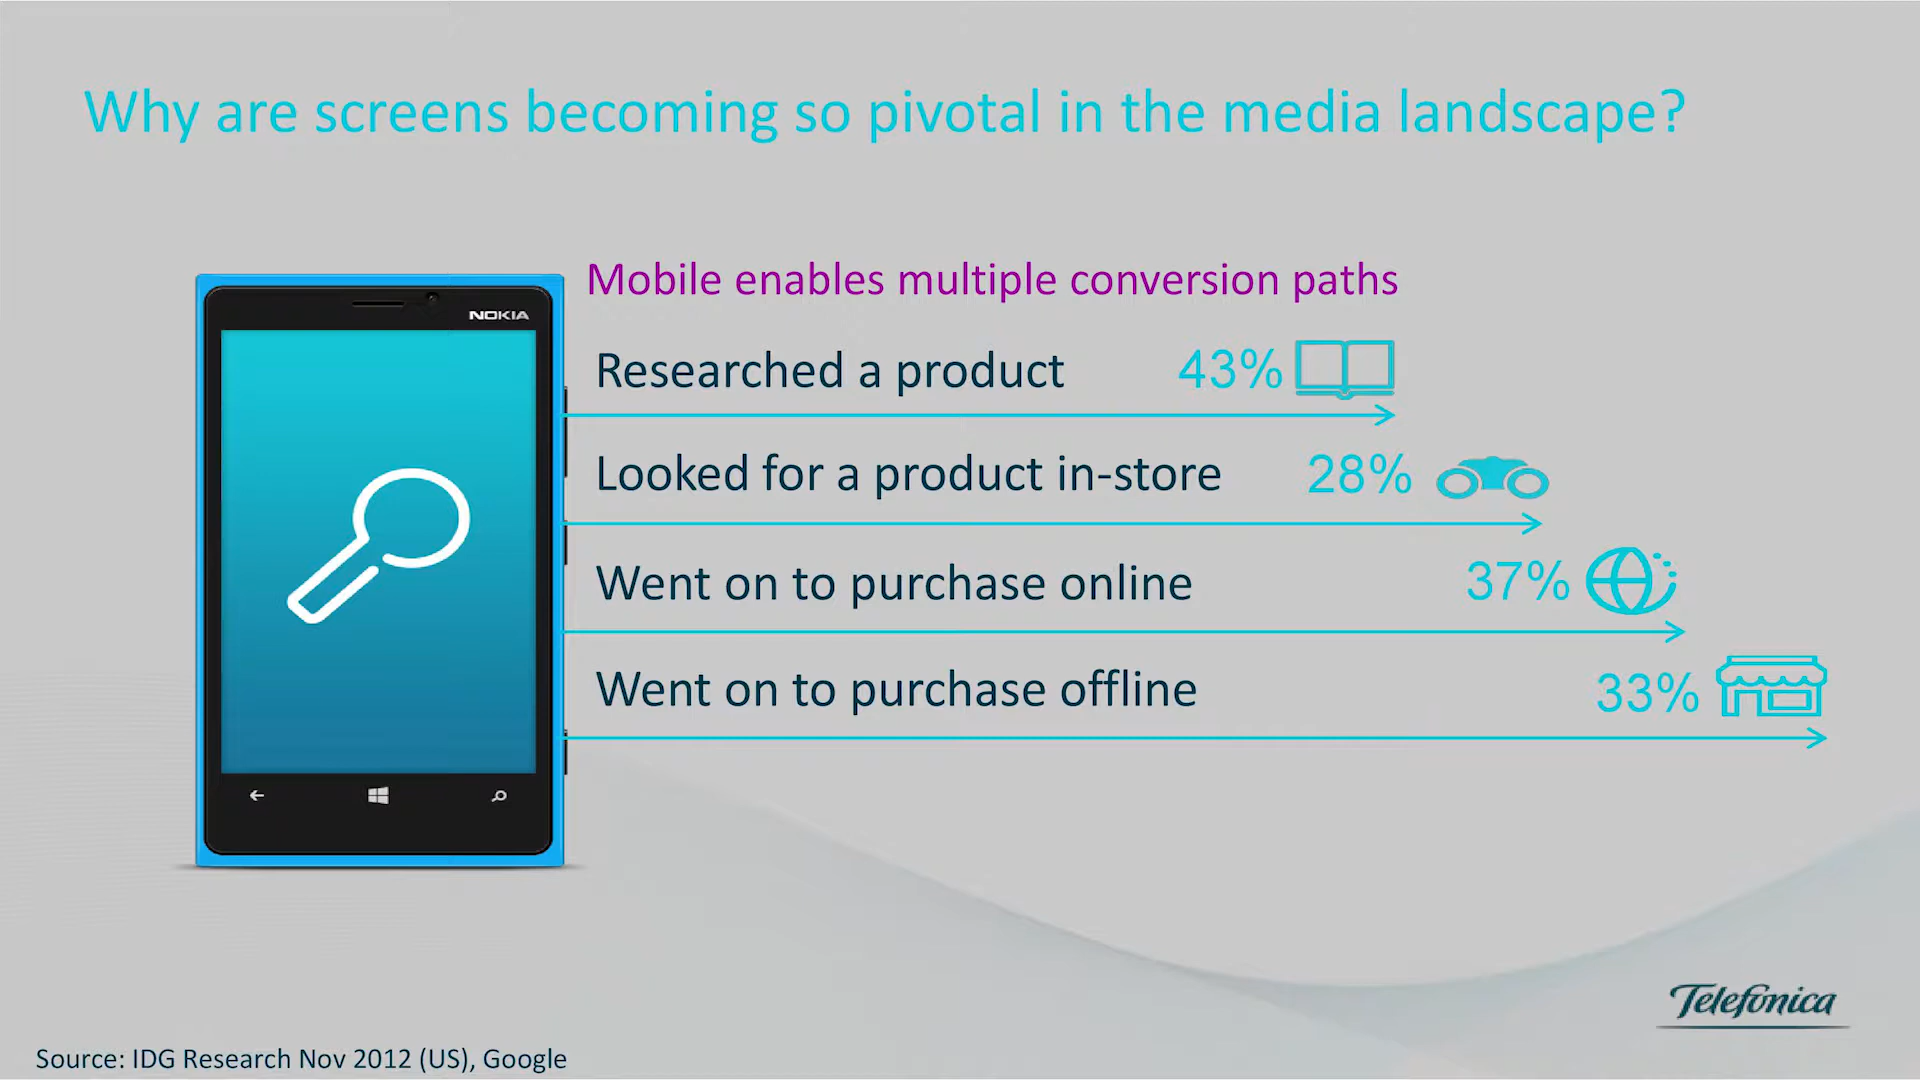 Why are screens becoming so pivotal in the media landscape?
Mobile enables multiple conversion paths
NOKIA
Researched a product 43%
Looked for a product in-store 28%
Went on to purchase online 37%
Went on to purchase offline 33%
Telefónica
Source: IDG Research Nov 2012 (US), Google